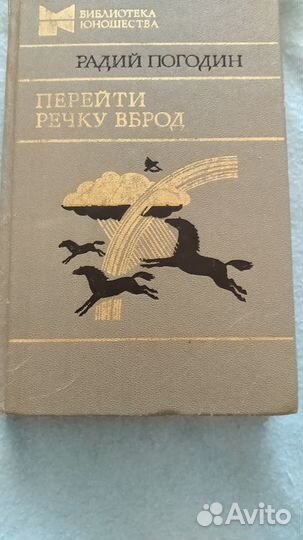 БИБЛИОТЕКА
ЮНОШЕСТВА
РАДИЙ ПОГОДИН
ПЕРЕЙТИ
РЕЧКУ ВБРОД
Avito